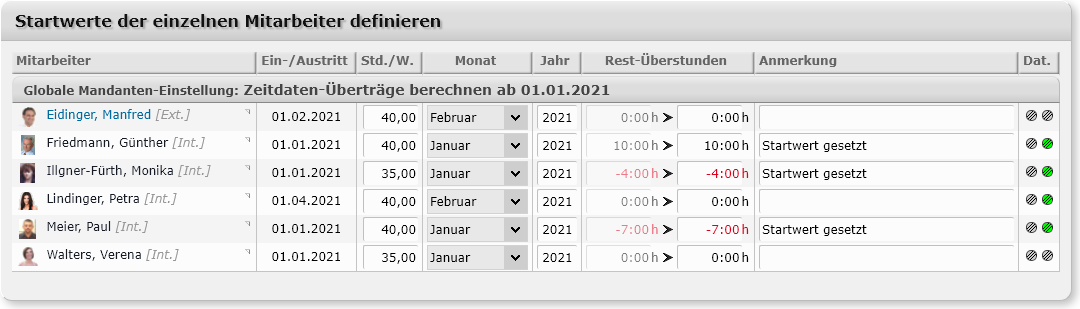 Startwerte der einzelnen Mitarbeiter definieren
Mitarbeiter Ein-/Austritt Std./W. Monat Jahr Rest-Überstunden Anmerkung Dat.
Globale Mandanten-Einstellung: Zeitdaten-Überträge berechnen ab 01.01.2021
Eidinger, Manfred [Ext.] 01.02.2021 40,00 Februar 2021 0:00 h ➤ 0:00 h
Friedmann, Günther [Int.] 01.01.2021 40,00 Januar 2021 10:00 h ➤ 10:00 h Startwert gesetzt
Illgner-Fürth, Monika [Int.] 01.01.2021 35,00 Januar 2021 -4:00 h ➤ -4:00 h Startwert gesetzt
Lindinger, Petra [Int.] 01.04.2021 40,00 Februar 2021 0:00 h ➤ 0:00 h
Meier, Paul [Int.] 01.01.2021 40,00 Januar 2021 -7:00 h ➤ -7:00 h Startwert gesetzt
Walters, Verena [Int.] 01.01.2021 35,00 Januar 2021 0:00 h ➤ 0:00 h